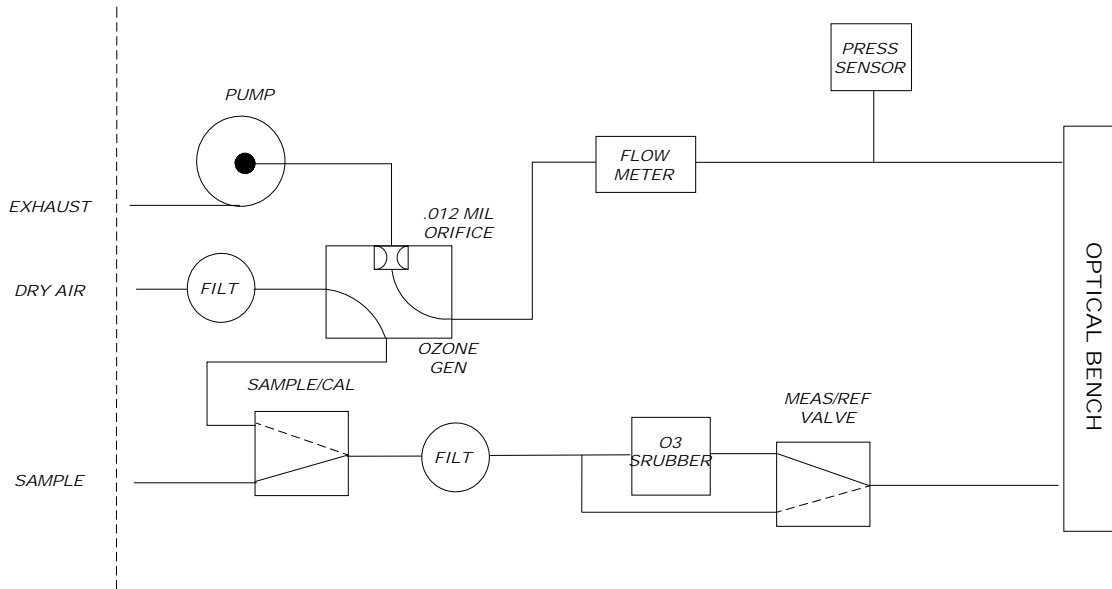 PRESS
SENSOR
PUMP
FLOW
METER
EXHAUST
.012 MIL
ORIFICE
DRY AIR
FILT
OZONE
GEN
OPTICAL BENCH
SAMPLE/CAL
MEAS/REF
VALVE
SAMPLE
FILT
O3
SRUBBER